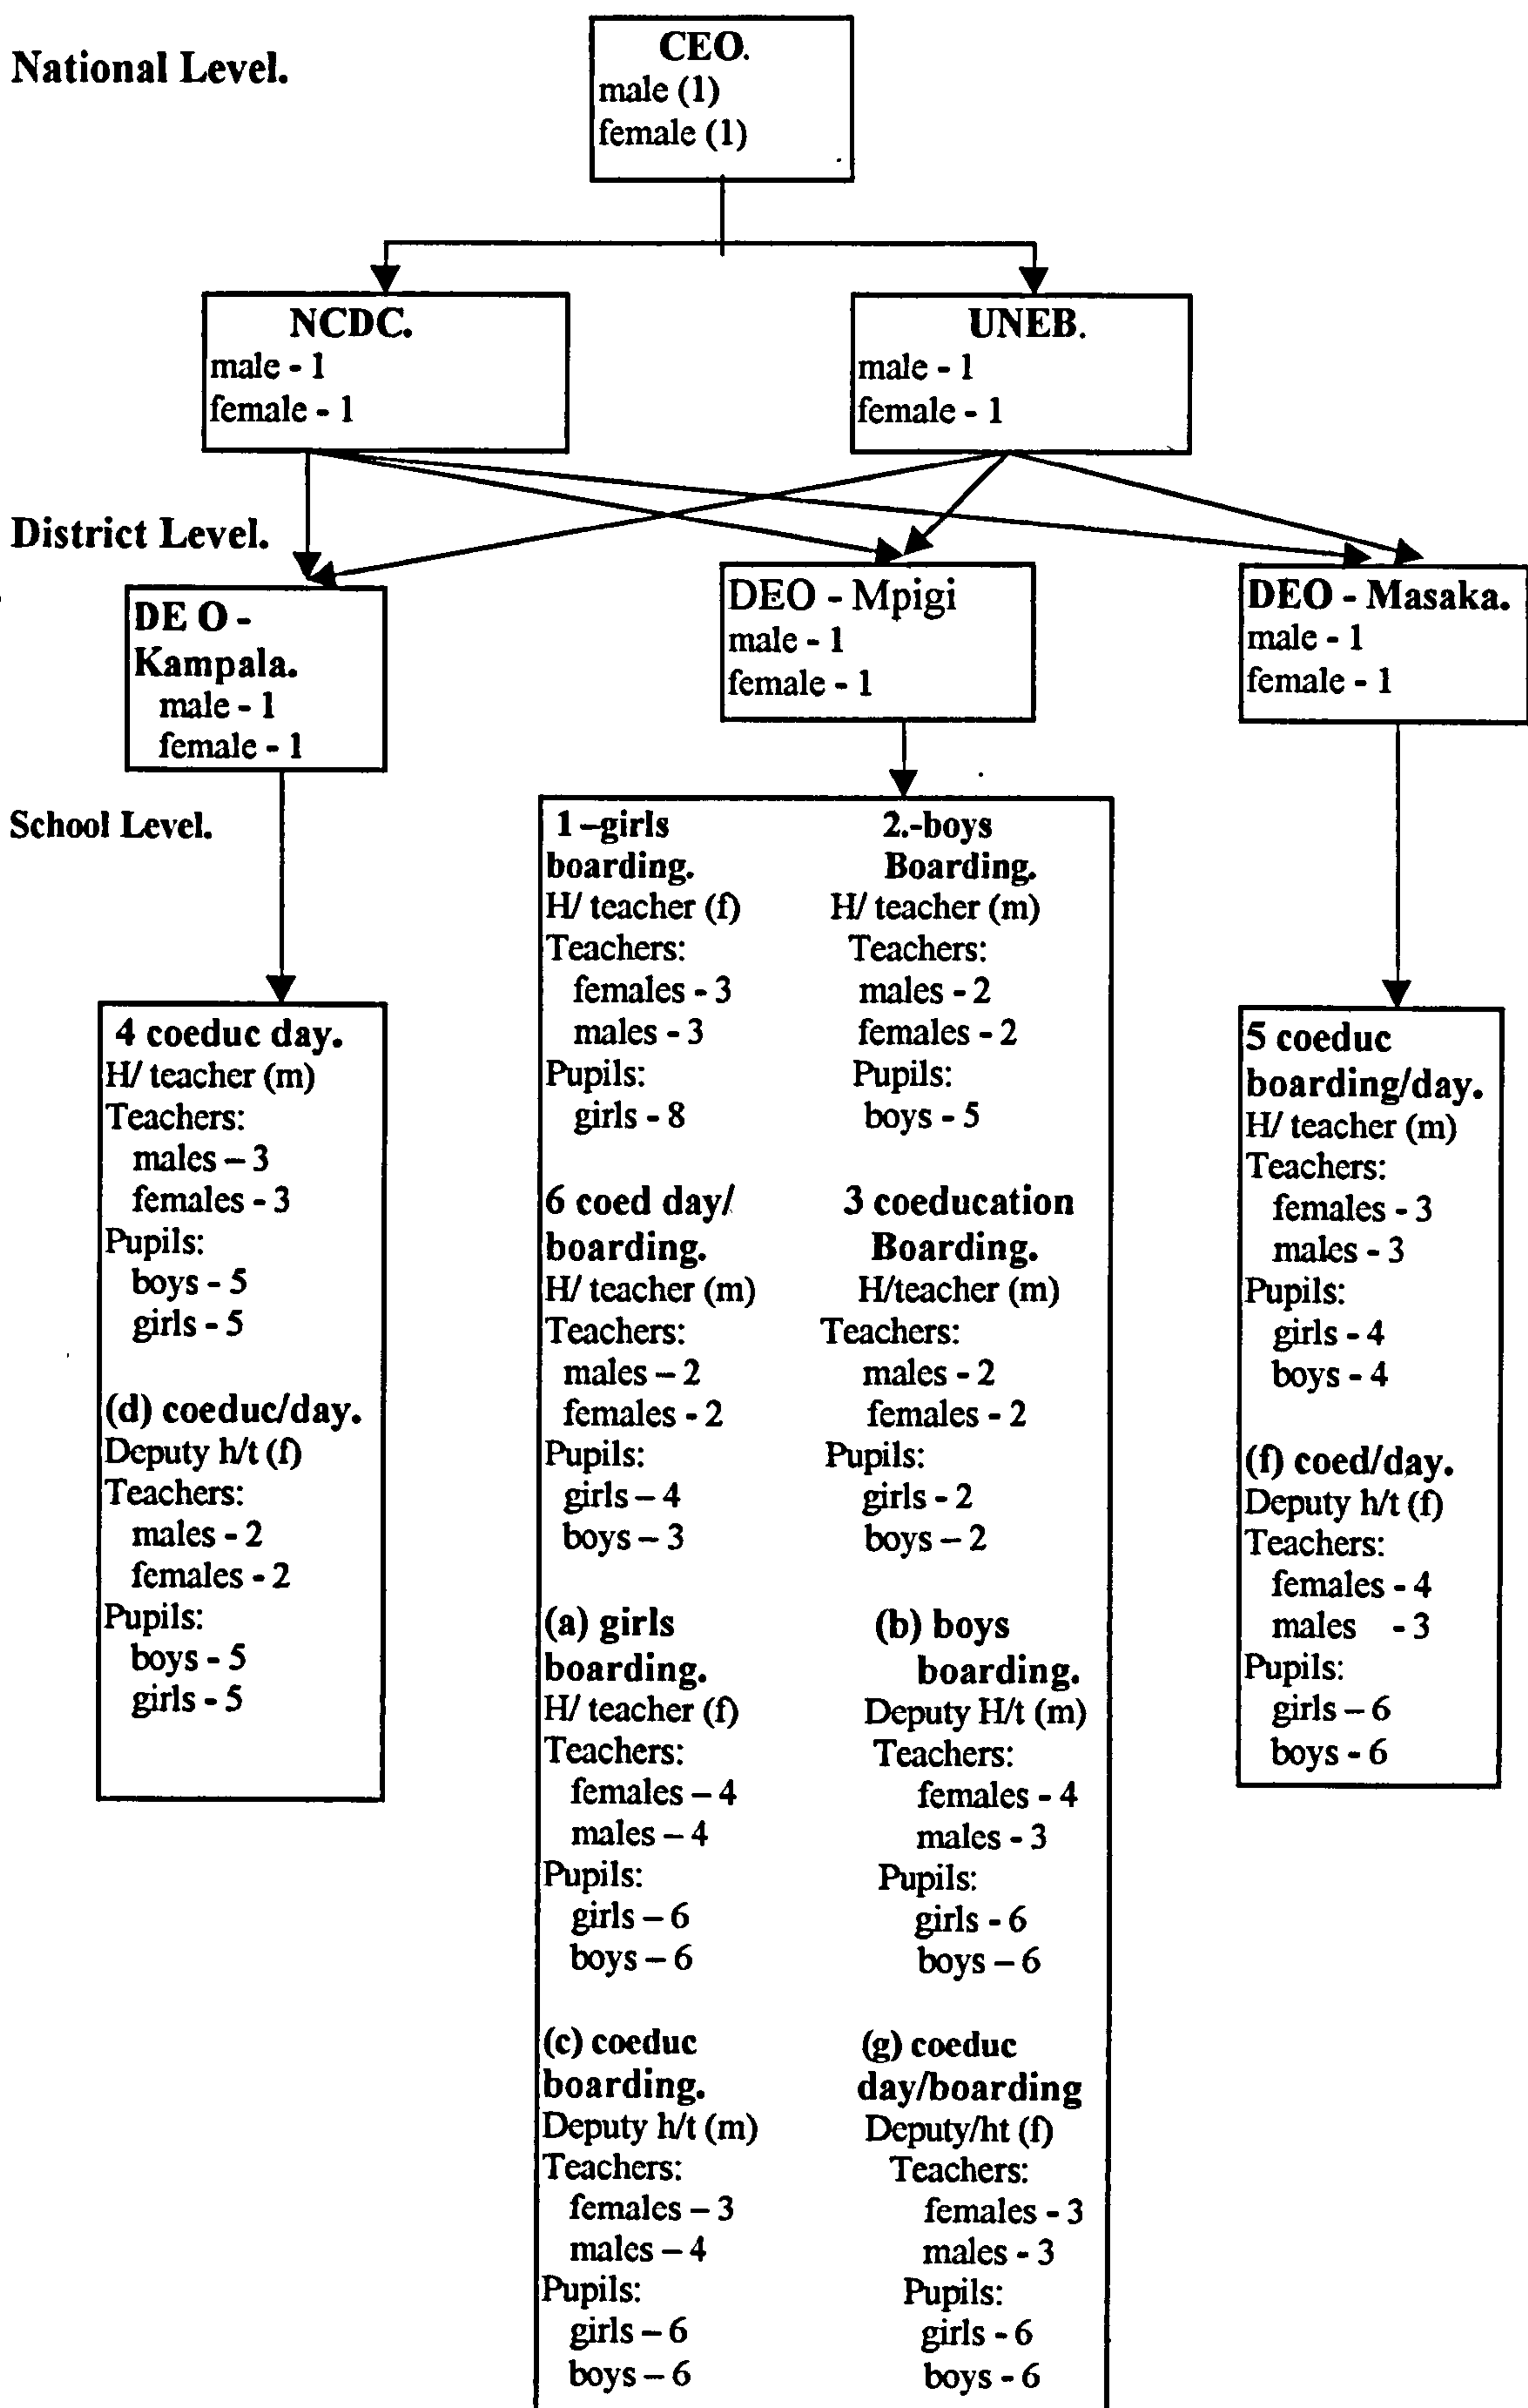 National Level.
CEO.
male (1)
female (1)
NCDC.
male - 1
female - 1
UNEB.
male - 1
female - 1
District Level.
DE O -
Kampala.
male - 1
female - 1
DEO - Mpigi
male - 1
female - 1
DEO - Masaka.
male - 1
female - 1
School Level.
4 coeduc day.
H/ teacher (m)
Teachers:
males – 3
females - 3
Pupils:
boys - 5
girls - 5
(d) coeduc/day.
Deputy h/t (f)
Teachers:
males - 2
females - 2
Pupils:
boys - 5
girls - 5
1 –girls
boarding.
H/ teacher (f)
Teachers:
females - 3
males - 3
Pupils:
girls - 8
2.-boys
Boarding.
H/ teacher (m)
Teachers:
males - 2
females - 2
Pupils:
boys - 5
6 coed day/
boarding.
H/ teacher (m)
Teachers:
males – 2
females - 2
Pupils:
girls – 4
boys – 3
3 coeducation
Boarding.
H/teacher (m)
Teachers:
males - 2
females - 2
Pupils:
girls - 2
boys – 2
(a) girls
boarding.
H/ teacher (f)
Teachers:
females – 4
males – 4
Pupils:
girls – 6
boys – 6
(b) boys
boarding.
Deputy H/t (m)
Teachers:
females - 4
males - 3
Pupils:
girls - 6
boys – 6
(c) coeduc
boarding.
Deputy h/t (m)
Teachers:
females – 3
males – 4
Pupils:
girls – 6
boys – 6
(g) coeduc
day/boarding
Deputy/ht (f)
Teachers:
females - 3
males - 3
Pupils:
girls - 6
boys - 6
5 coeduc
boarding/day.
H/ teacher (m)
Teachers:
females - 3
males - 3
Pupils:
girls - 4
boys - 4
(f) coed/day.
Deputy h/t (f)
Teachers:
females - 4
males - 3
Pupils:
girls – 6
boys - 6